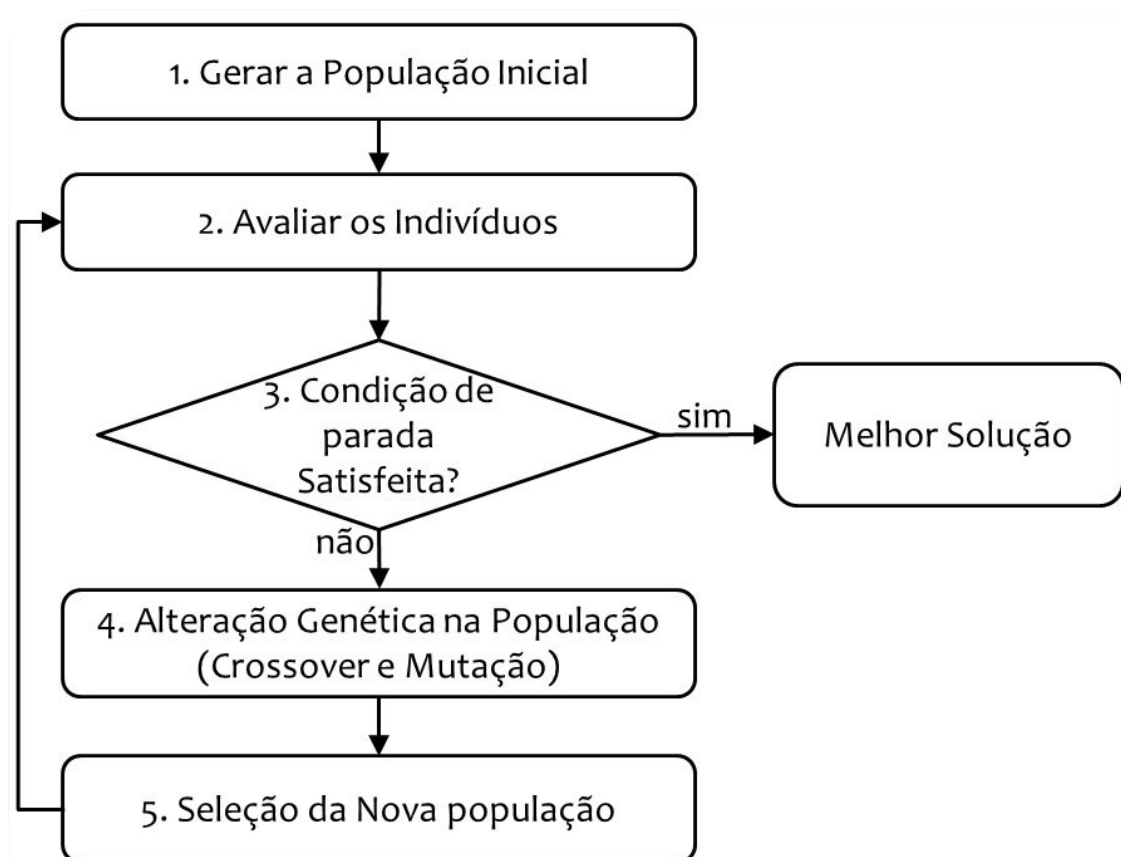 1. Gerar a População Inicial
2. Avaliar os Indivíduos
3. Condição de
parada
Satisfeita?
sim
Melhor Solução
não
4. Alteração Genética na População
(Crossover e Mutação)
5. Seleção da Nova população